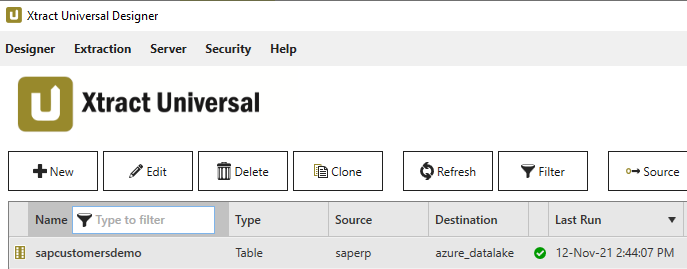 Xtract Universal Designer
Designer Extraction Server Security Help
Xtract Universal
New Edit Delete Clone Refresh Filter Source
Name Type to filter Type Source Destination Last Run
sapcustomersdemo Table saperp azure_datalake 12-Nov-21 2:44:07 PM